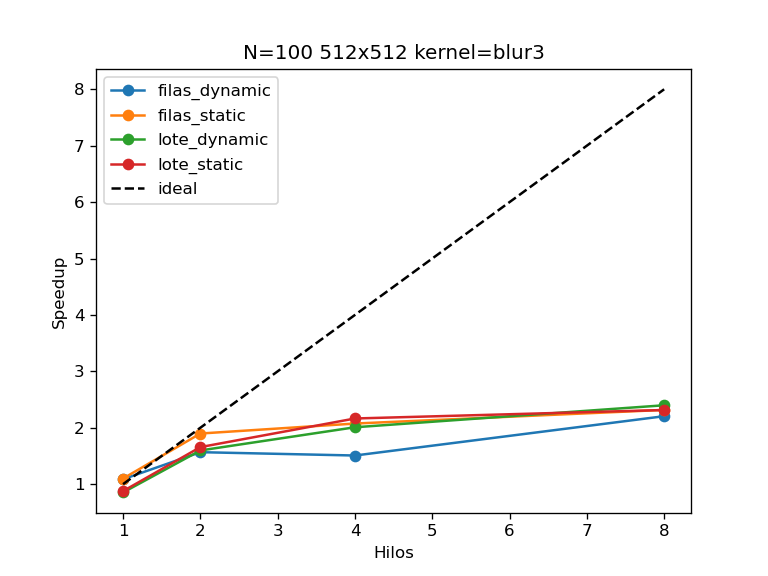 N=100 512x512 kernel=blur3
filas_dynamic
filas_static
lote_dynamic
lote_static
ideal
8
7
6
5
4
3
2
1
Speedup
1 2 3 4 5 6 7 8
Hilos